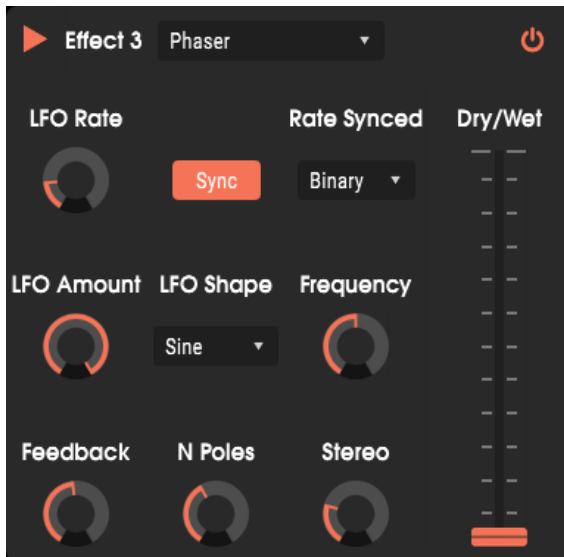 Effect 3 Phaser
LFO Rate Rate Synced Dry/Wet
Sync Binary
LFO Amount LFO Shape Frequency
Sine
Feedback N Poles Stereo